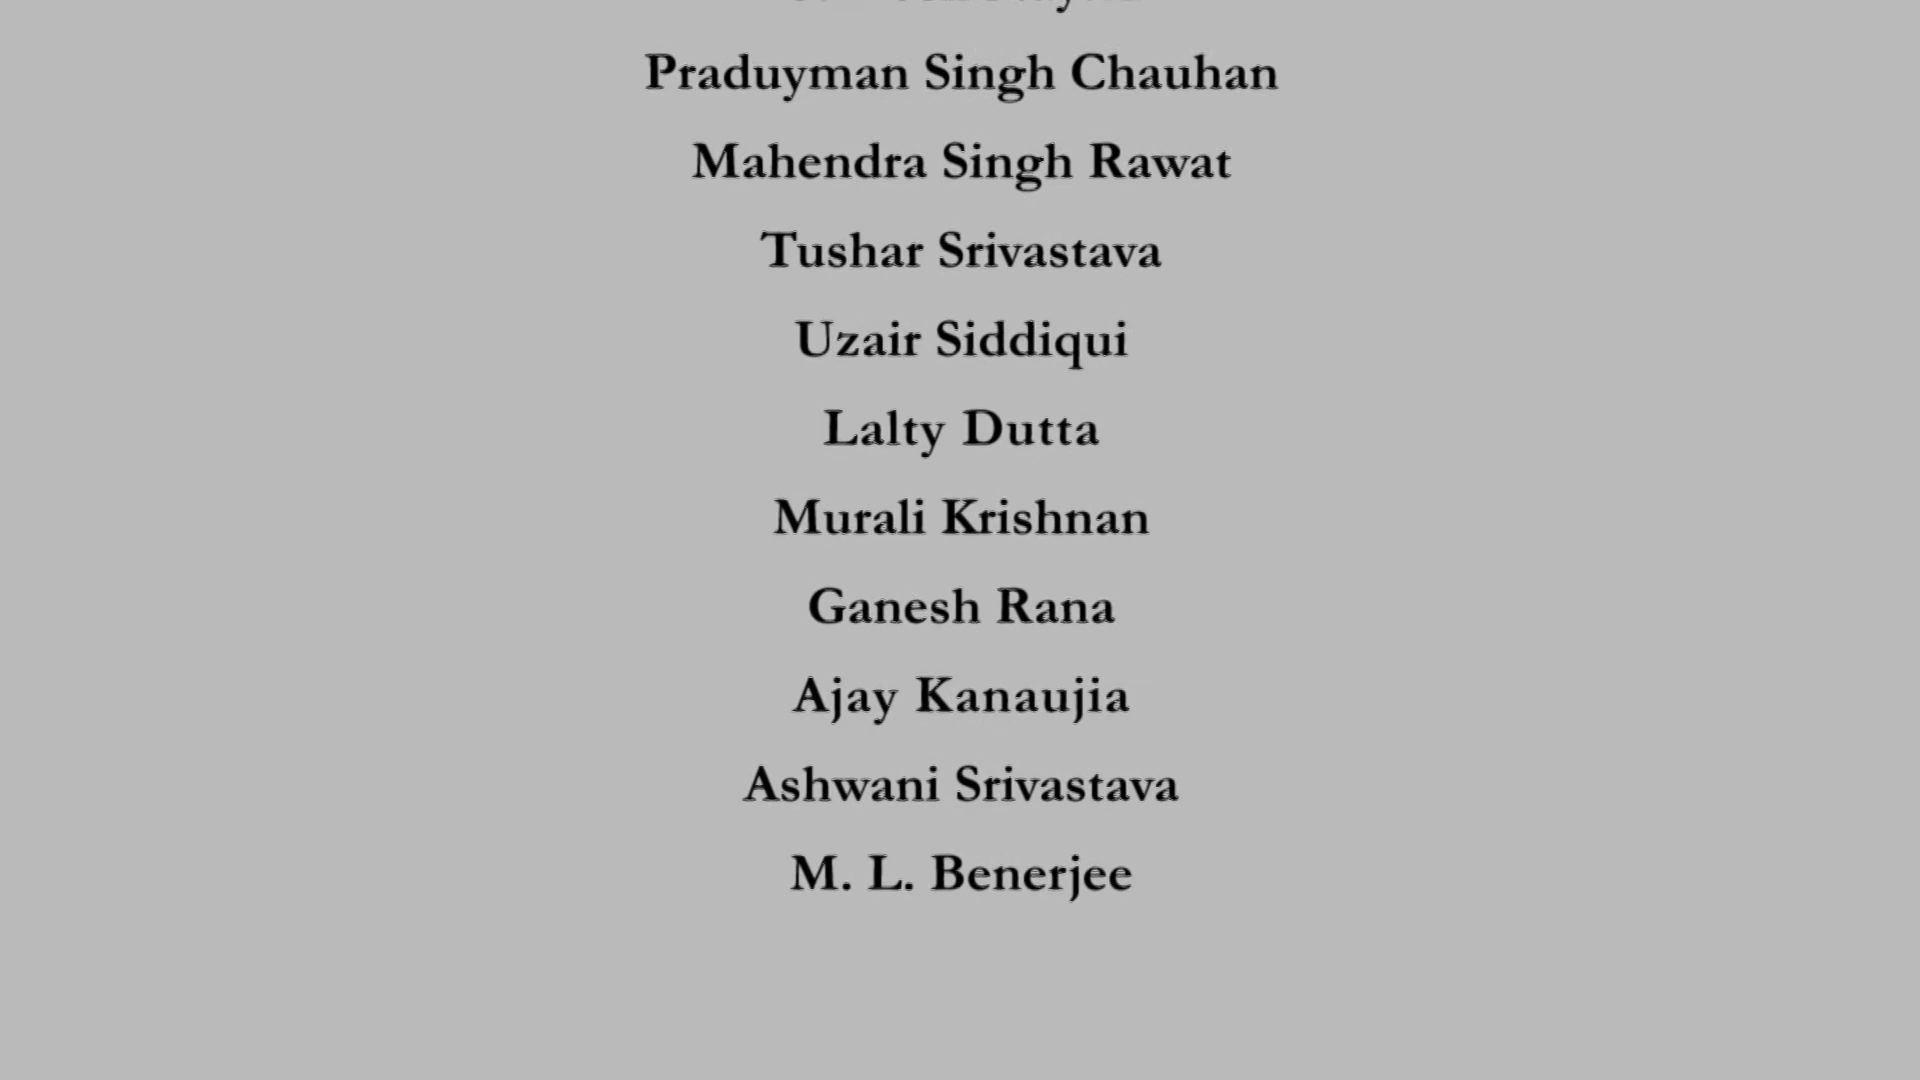 Praduyman Singh Chauhan
Mahendra Singh Rawat
Tushar Srivastava
Uzair Siddiqui
Lalty Dutta
Murali Krishnan
Ganesh Rana
Ajay Kanaujia
Ashwani Srivastava
M. L. Benerjee